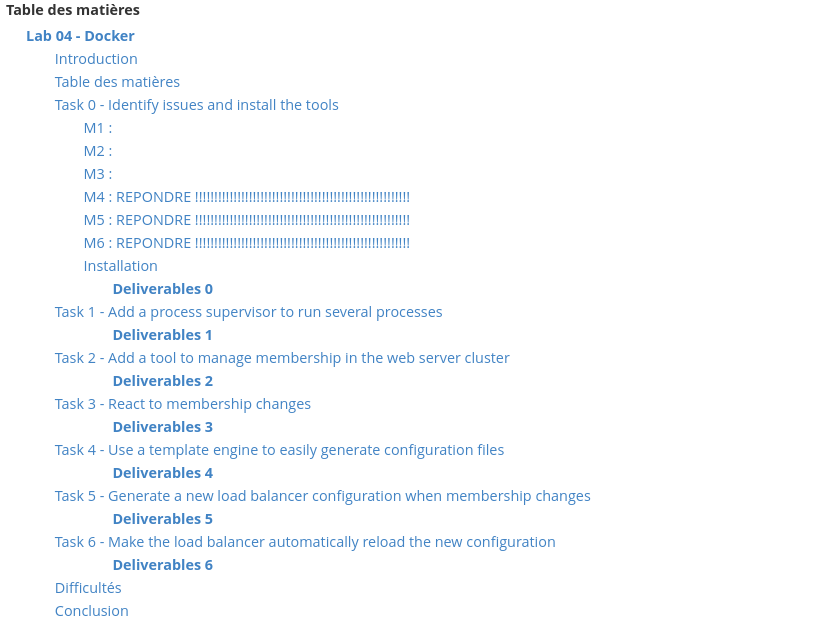 Table des matières
Lab 04 - Docker
Introduction
Table des matières
Task 0 - Identify issues and install the tools
M1 :
M2 :
M3 :
M4 : REPONDRE !!!!!!!!!!!!!!!!!!!!!!!!!!!!!!!!!!!!!!!!!!!!!!!!!!!!!!!!
M5 : REPONDRE !!!!!!!!!!!!!!!!!!!!!!!!!!!!!!!!!!!!!!!!!!!!!!!!!!!!!!!!
M6 : REPONDRE !!!!!!!!!!!!!!!!!!!!!!!!!!!!!!!!!!!!!!!!!!!!!!!!!!!!!!!!
Installation
Deliverables 0
Task 1 - Add a process supervisor to run several processes
Deliverables 1
Task 2 - Add a tool to manage membership in the web server cluster
Deliverables 2
Task 3 - React to membership changes
Deliverables 3
Task 4 - Use a template engine to easily generate configuration files
Deliverables 4
Task 5 - Generate a new load balancer configuration when membership changes
Deliverables 5
Task 6 - Make the load balancer automatically reload the new configuration
Deliverables 6
Difficultés
Conclusion